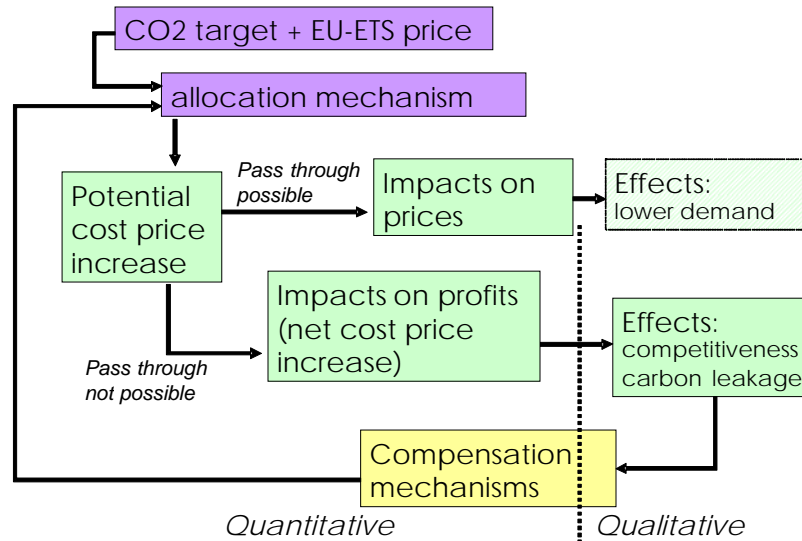 CO2 target + EU-ETS price
allocation mechanism
Pass through
possible
Potential
cost price
increase
Impacts on
prices
Effects:
lower demand
Impacts on profits
(net cost price
increase)
Effects:
competitiveness
carbon leakage
Pass through
not possible
Compensation
mechanisms
Quantitative
Qualitative